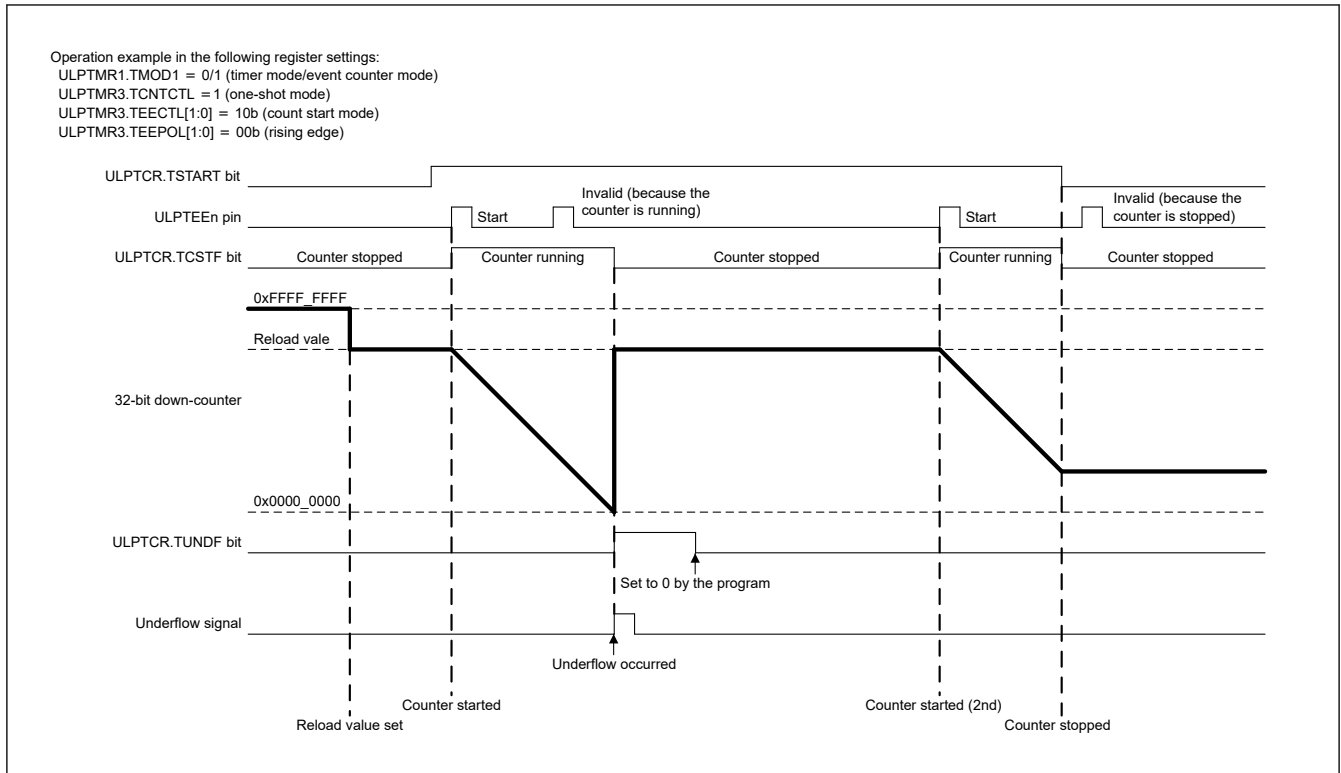 Operation example in the following register settings:
ULPTMR1.TMOD1 = 0/1 (timer mode/event counter mode)
ULPTMR3.TCNTCTL =1 (one-shot mode)
ULPTMR3.TEECTL[1:0] = 10b (count start mode)
ULPTMR3.TEEPOL[1:0] = 00b (rising edge)
ULPTCR.TSTART bit
Invalid (because the
counter is running)
Invalid (because the
counter is stopped)
ULPTEEn pin
Start
Start
ULPTCR.TCSTF bit
Counter stopped
Counter running
Counter stopped
Counter running
Counter stopped
0xFFFF_FFFF
Reload vale
32-bit down-counter
0x0000_0000
ULPTCR.TUNDF bit
Set to 0 by the program
Underflow signal
Underflow occurred
Counter started
Counter started (2nd)
Reload value set
Counter stopped